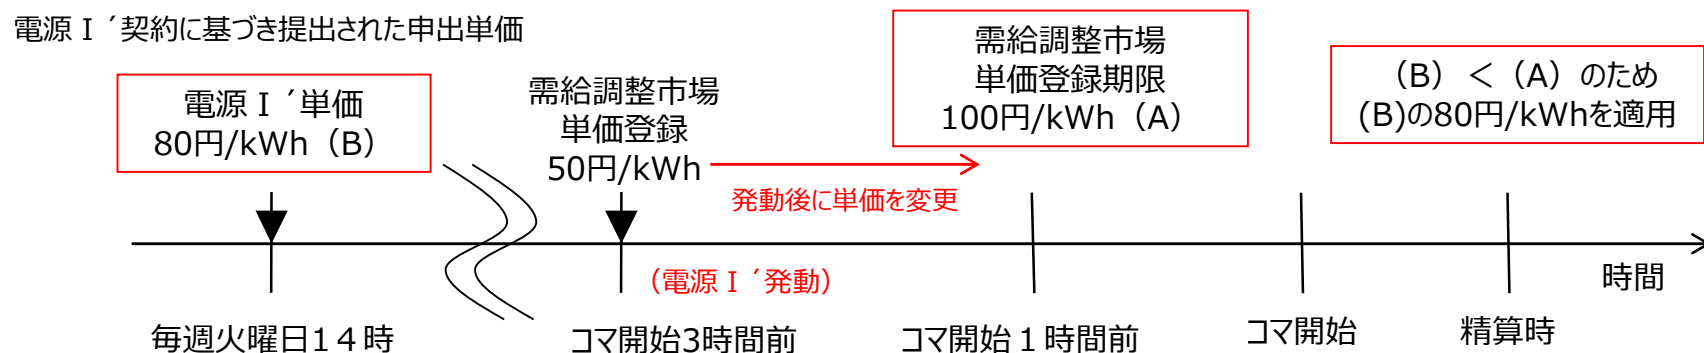 電源Ⅰ´契約に基づき提出された申出単価
電源Ⅰ´単価
80円/kWh（B）
需給調整市場
単価登録
50円/kWh
発動後に単価を変更
需給調整市場
単価登録期限
100円/kWh（A）
（B）＜（A）のため
(B)の80円/kWhを適用
（電源Ⅰ´発動）
時間
毎週火曜日1４時
コマ開始3時間前
コマ開始１時間前
コマ開始
精算時